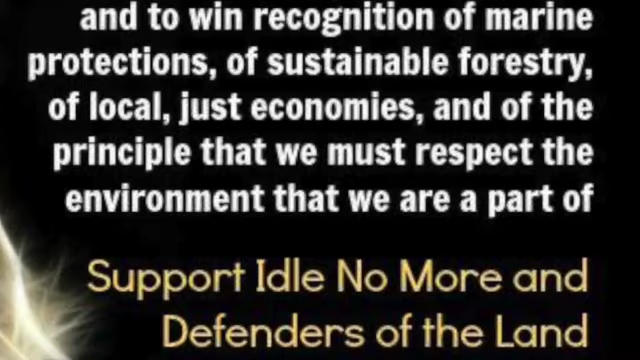 and to win recognition of marine
protections, of sustainable forestry,
of local, just economies, and of the
principle that we must respect the
environment that we are a part of
Support Idle No More and
Defenders of the Land